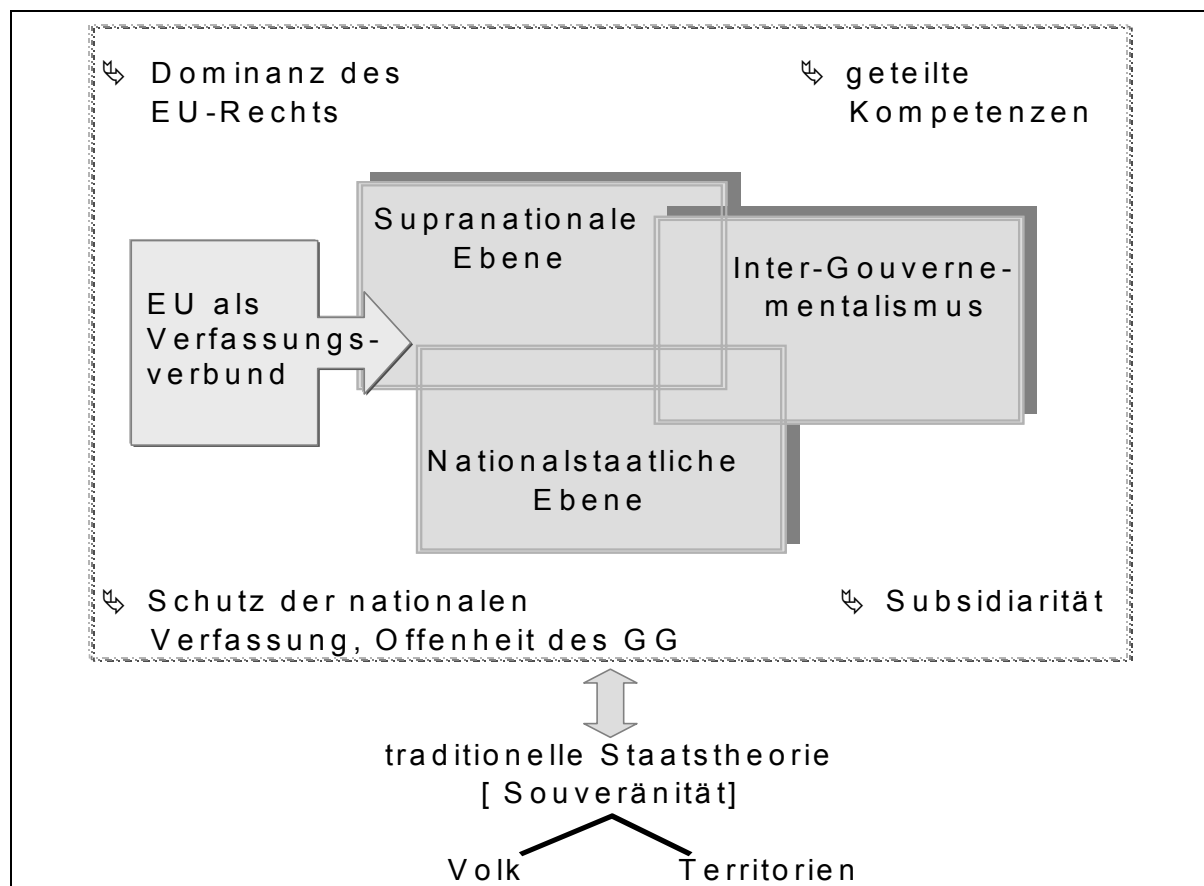 Dominanz des
EU-Rechts
geteilte
Kompetenzen
Supranationale
Ebene
Inter-Gouverne-
mentalismus
EU als
Verfassungs-
verbund
Nationalstaatliche
Ebene
Schutz der nationalen
Verfassung, Offenheit des GG
Subsidiarität
traditionelle Staatstheorie
[ Souveränität]
Volk
Territorien